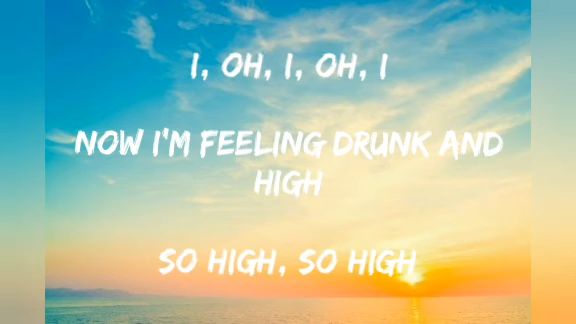 I, OH, I, OH, I
NOW I'M FEELING DRUNK AND
HIGH
SO HIGH, SO HIGH